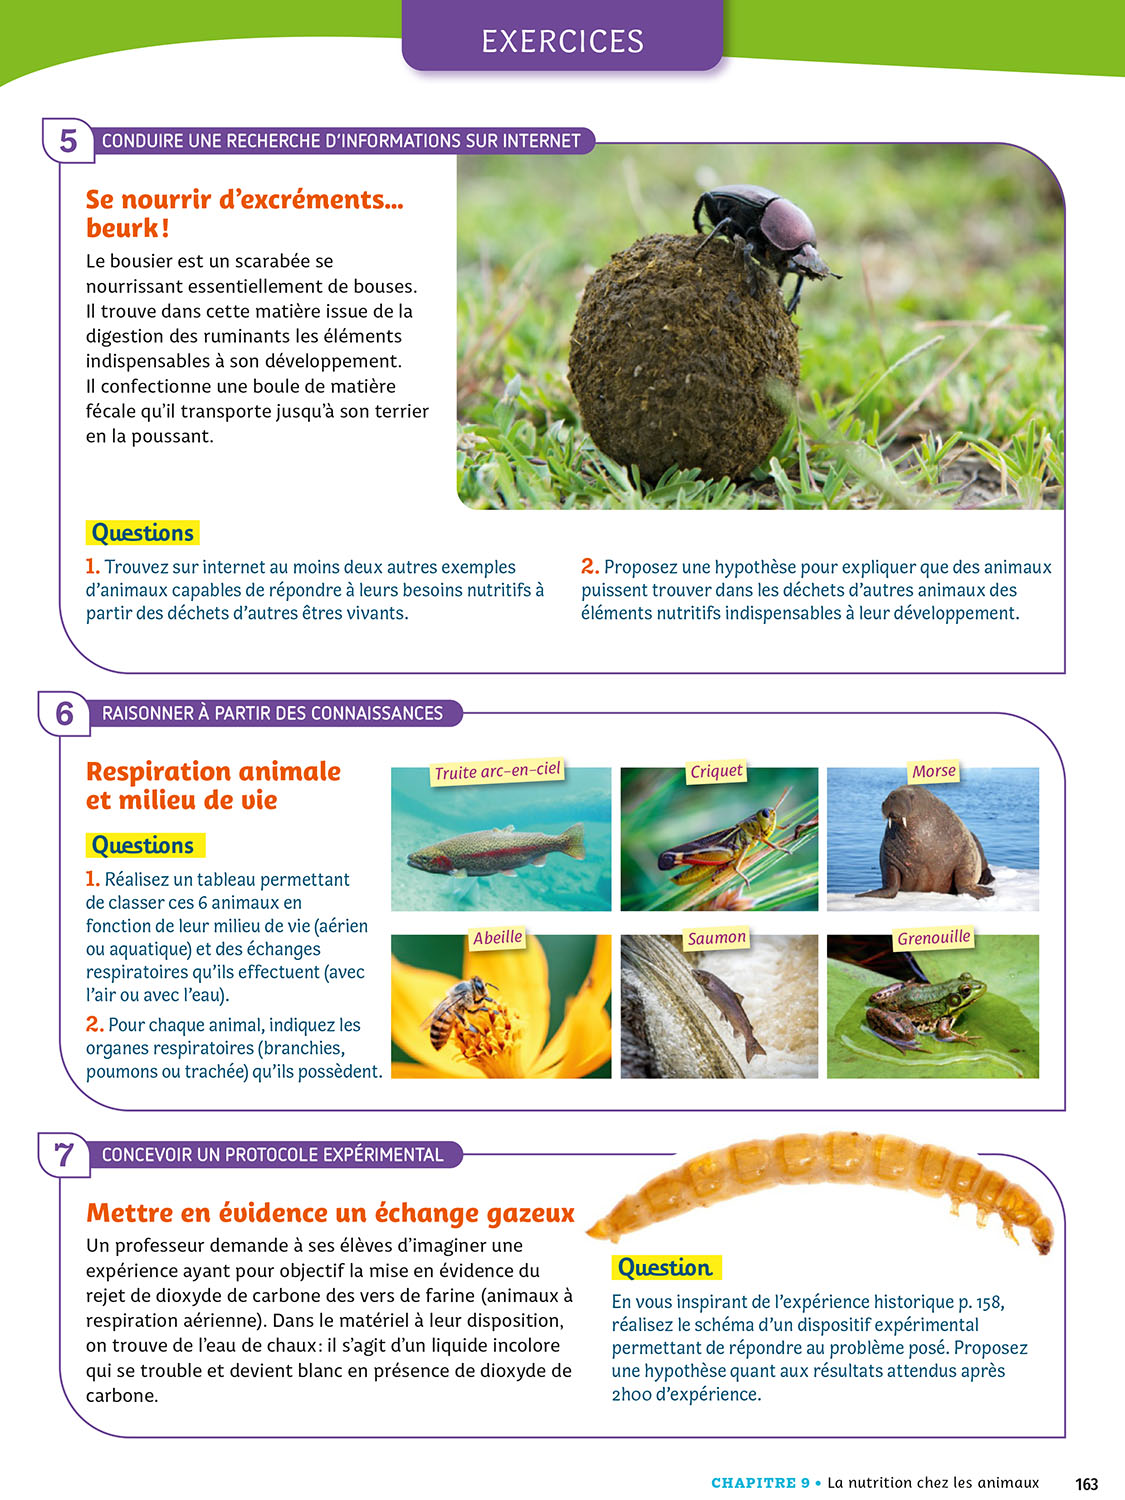 EXERCICES
5 CONDUIRE UNE RECHERCHE D'INFORMATIONS SUR INTERNET
Se nourrir d'excréments...
beurk !
Le bousier est un scarabée se
nourrissant essentiellement de bouses.
Il trouve dans cette matière issue de la
digestion des ruminants les éléments
indispensables à son développement.
Il confectionne une boule de matière
fécale qu'il transporte jusqu'à son terrier
en la poussant.
Questions
1. Trouvez sur internet au moins deux autres exemples
d'animaux capables de répondre à leurs besoins nutritifs à
partir des déchets d'autres êtres vivants.
2. Proposez une hypothèse pour expliquer que des animaux
puissent trouver dans les déchets d'autres animaux des
éléments nutritifs indispensables à leur développement.
6 RAISONNER À PARTIR DES CONNAISSANCES
Respiration animale
et milieu de vie
Questions
1. Réalisez un tableau permettant
de classer ces 6 animaux en
fonction de leur milieu de vie (aérien
ou aquatique) et des échanges
respiratoires qu'ils effectuent (avec
l'air ou avec l'eau).
2. Pour chaque animal, indiquez les
organes respiratoires (branchies,
poumons ou trachée) qu'ils possèdent.
Truite arc-en-ciel
Criquet
Morse
Abeille
Saumon
Grenouille
7 CONCEVOIR UN PROTOCOLE EXPÉRIMENTAL
Mettre en évidence un échange gazeux
Un professeur demande à ses élèves d'imaginer une
expérience ayant pour objectif la mise en évidence du
rejet de dioxyde de carbone des vers de farine (animaux à
respiration aérienne). Dans le matériel à leur disposition,
on trouve de l'eau de chaux : il s'agit d'un liquide incolore
qui se trouble et devient blanc en présence de dioxyde de
carbone.
Question
En vous inspirant de l'expérience historique p. 158,
réalisez le schéma d'un dispositif expérimental
permettant de répondre au problème posé. Proposez
une hypothèse quant aux résultats attendus après
2h00 d'expérience.
CHAPITRE 9 • La nutrition chez les animaux 163